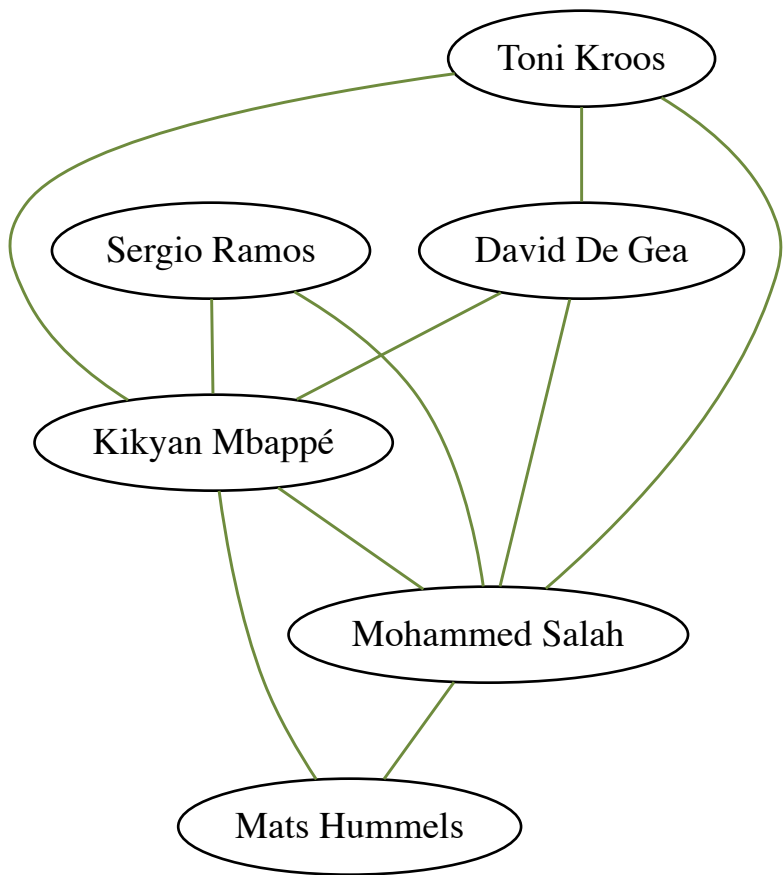 Toni Kroos
Sergio Ramos
David De Gea
Kikyan Mbappé
Mohammed Salah
Mats Hummels